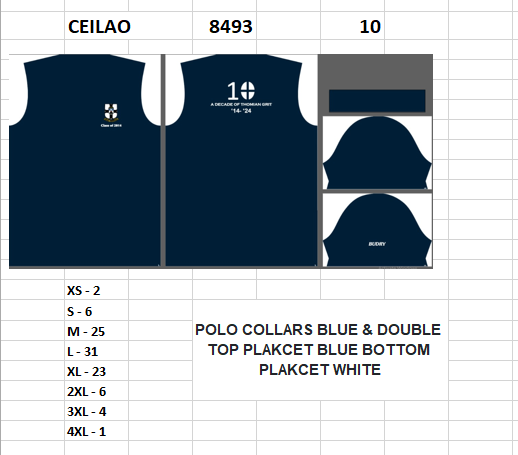 CEILAO 8493 10
10
A DECADE OF THOMIAN GRIT
'14- '24
Class of 2014
BUDRY
XS - 2
S - 6
M - 25
L - 31
XL - 23
2XL - 6
3XL - 4
4XL - 1
POLO COLLARS BLUE & DOUBLE
TOP PLAKCET BLUE BOTTOM
PLAKCET WHITE